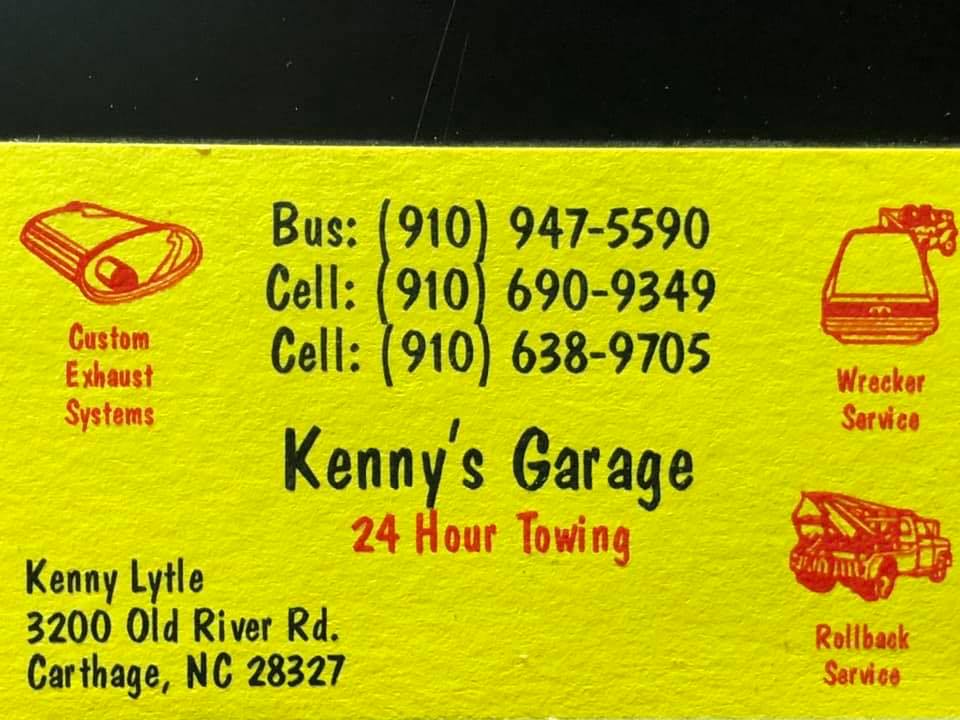 Bus: (910) 947-5590
Cell: (910) 690-9349
Cell: (910) 638-9705
Custom
Exhaust
Systems
Wrecker
Service
Kenny's Garage
24 Hour Towing
Kenny Lytle
3200 Old River Rd.
Carthage, NC 28327
Rollback
Service